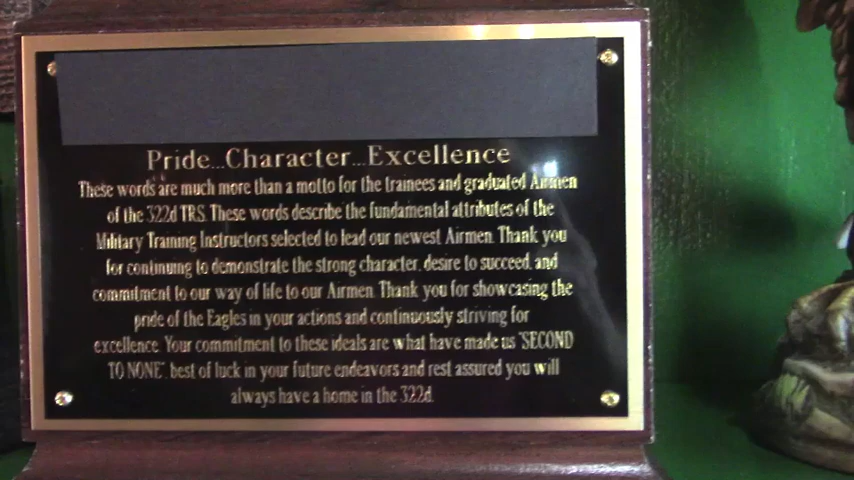 Pride...Character...Excellence
These words are much more than a motto for the trainees and graduated Airmen
of the 322d TRS. These words describe the fundamental attributes of the
Military Training Instructors selected to lead our newest Airmen. Thank you
for continuing to demonstrate the strong character, desire to succeed, and
commitment to our way of life to our Airmen. Thank you for showcasing the
pride of the Eagles in your actions and continuously striving for
excellence. Your commitment to these ideals are what have made us "SECOND
TO NONE", best of luck in your future endeavors and rest assured you will
always have a home in the 322d.